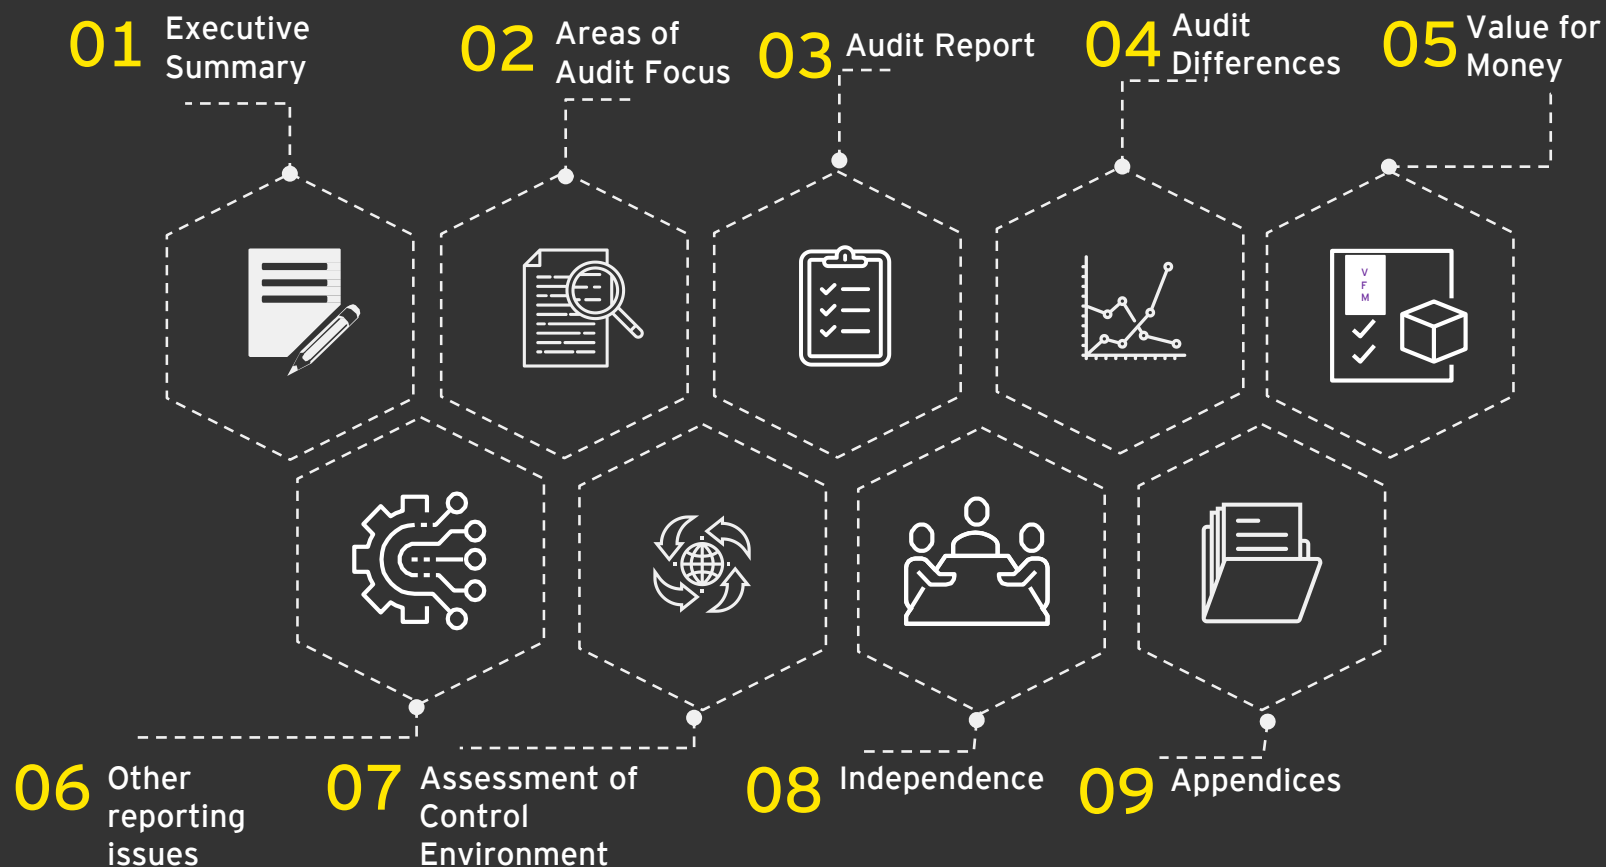 01 Executive
Summary
02 Areas of
Audit Focus
03 Audit Report
04 Audit
Differences
05 Value for
Money
V
F
M
06 Other
reporting
issues
07 Assessment of
Control
Environment
08 Independence
09 Appendices